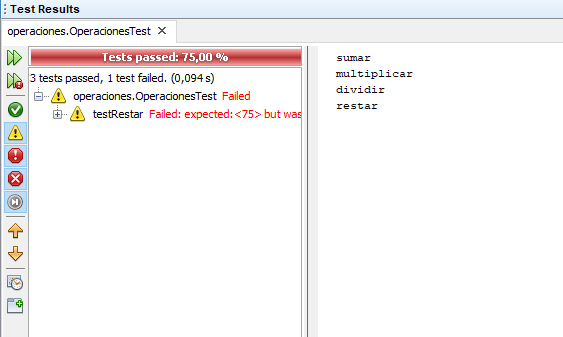 Test Results
operaciones.OperacionesTest
Tests passed: 75,00 %
3 tests passed, 1 test failed. (0,094 s)
operaciones.OperacionesTest Failed
testRestar Failed: expected:<75> but was
sumar
multiplicar
dividir
restar